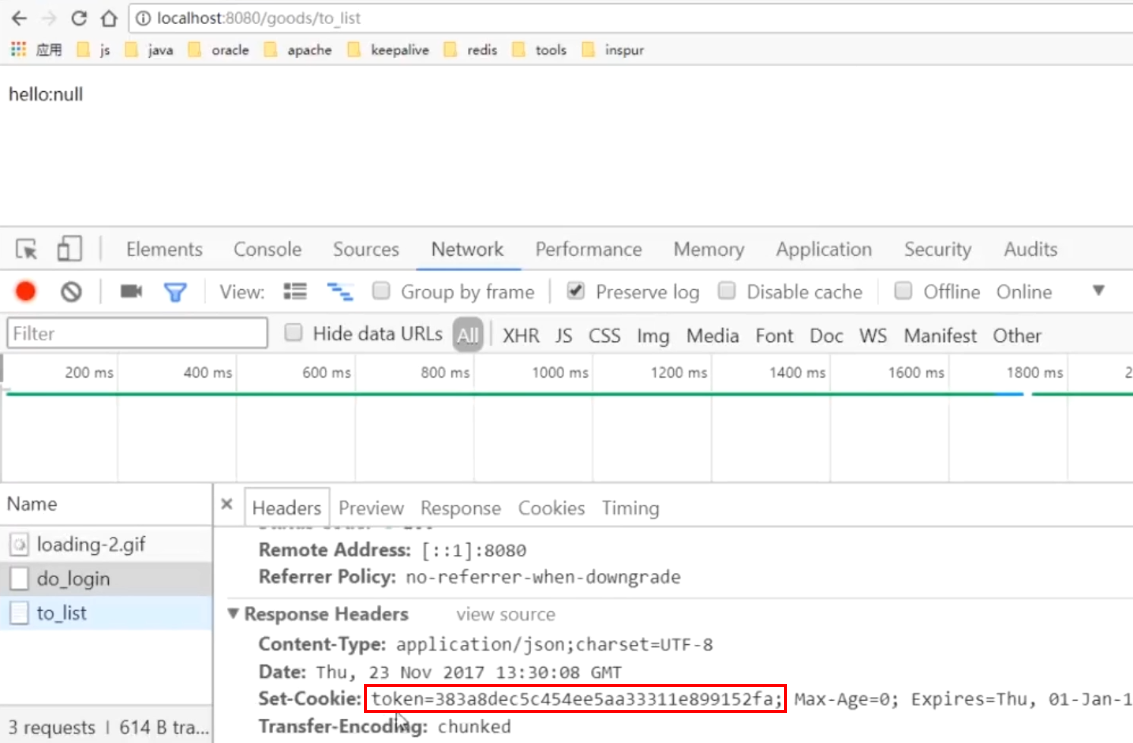 localhost:8080/goods/to_list
应用 js java oracle apache keepalive redis tools inspur
hello:null
Elements Console Sources Network Performance Memory Application Security Audits
View: Group by frame Preserve log Disable cache Offline Online
Filter Hide data URLs All XHR JS CSS Img Media Font Doc WS Manifest Other
200 ms 400 ms 600 ms 800 ms 1000 ms 1200 ms 1400 ms 1600 ms 1800 ms 2
Name
Headers Preview Response Cookies Timing
loading-2.gif
do_login
to_list
Remote Address: [::1]:8080
Referrer Policy: no-referrer-when-downgrade
Response Headers view source
Content-Type: application/json;charset=UTF-8
Date: Thu, 23 Nov 2017 13:30:08 GMT
Set-Cookie: token=383a8dec5c454ee5aa33311e899152fa; Max-Age=0; Expires=Thu, 01-Jan-1
Transfer-Encoding: chunked
3 requests | 614 B tra...